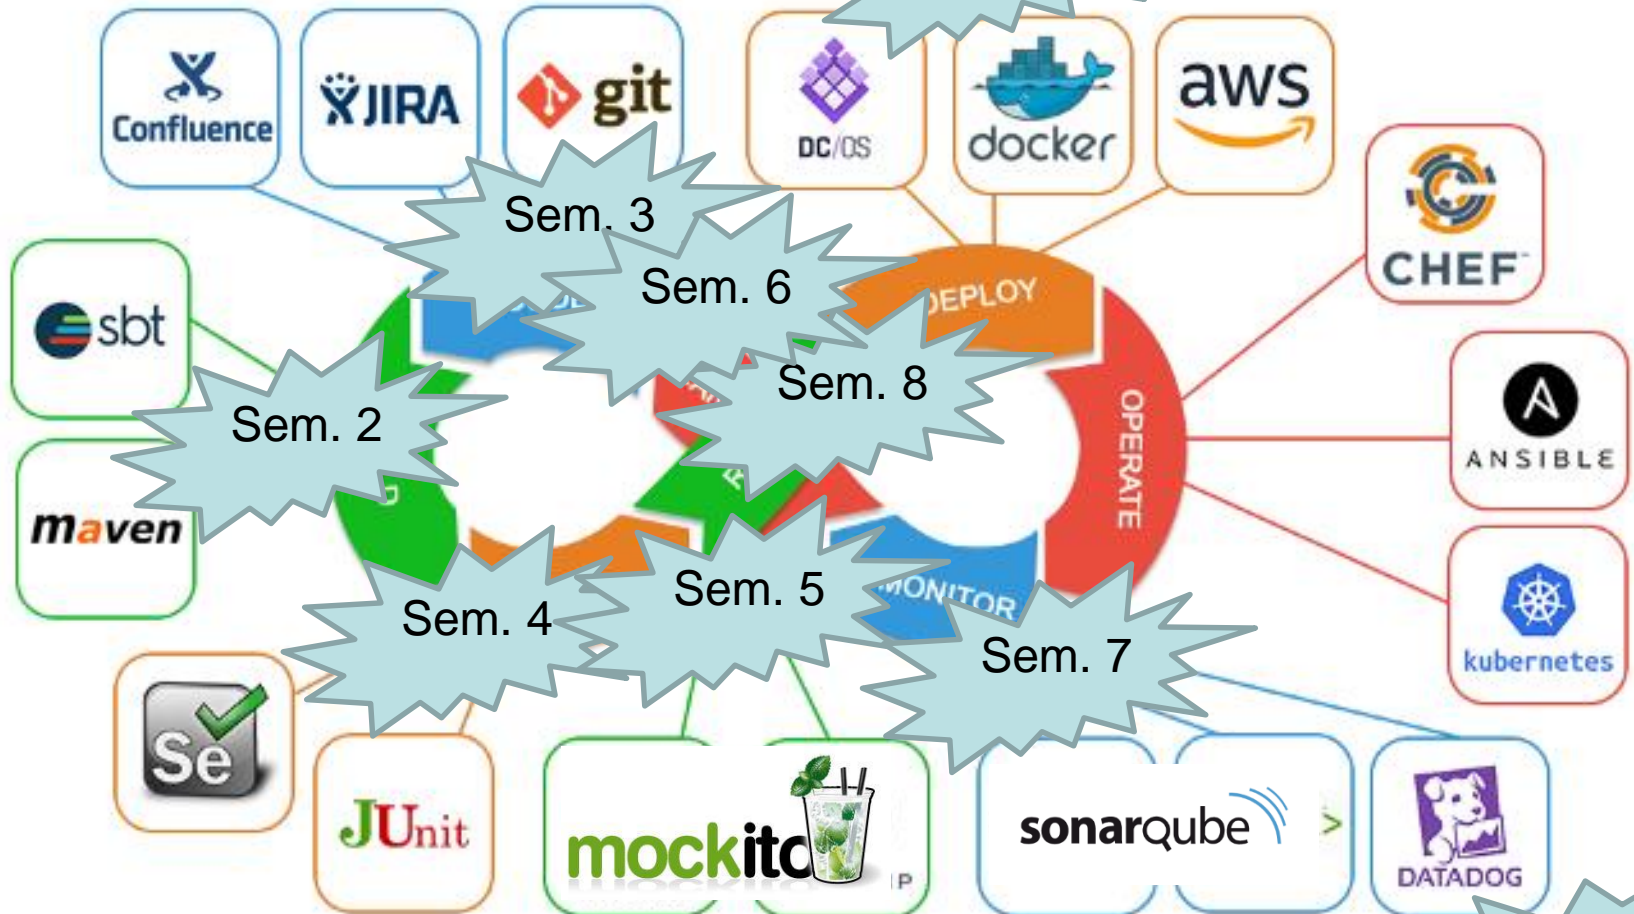 Confluence
JIRA
git
DC/OS
docker
aws
CHEF
sbt
Sem. 3
Sem. 6
DEPLOY
Sem. 8
OPERATE
ANSIBLE
Sem. 2
maven
Sem. 4
Sem. 5
MONITOR
Sem. 7
kubernetes
Se
JUnit
mockito
sonarqube
>
DATADOG
IP